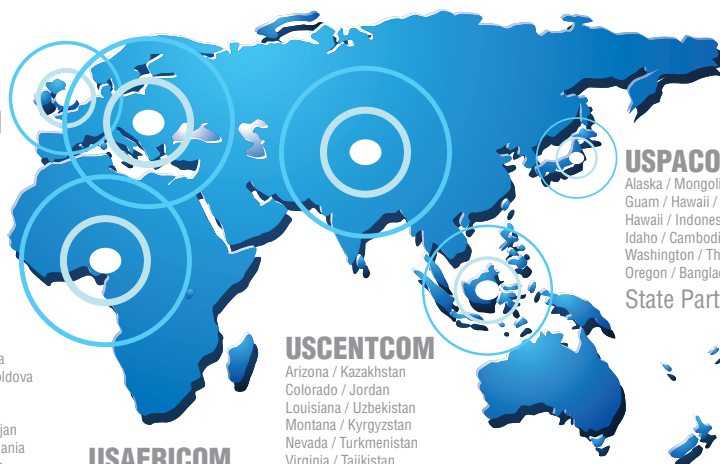 USPACO
Alaska / Mongoli
Guam / Hawaii /
Hawaii / Indones
Idaho / Cambodi
Washington / Th
Oregon / Banglad
State Part
USCENTCOM
Arizona / Kazakhstan
Colorado / Jordan
Louisiana / Uzbekistan
Montana / Kyrgyzstan
Nevada / Turkmenistan
Virginia / Tajikistan
a
oldova
jan
ania
USAFRICOM